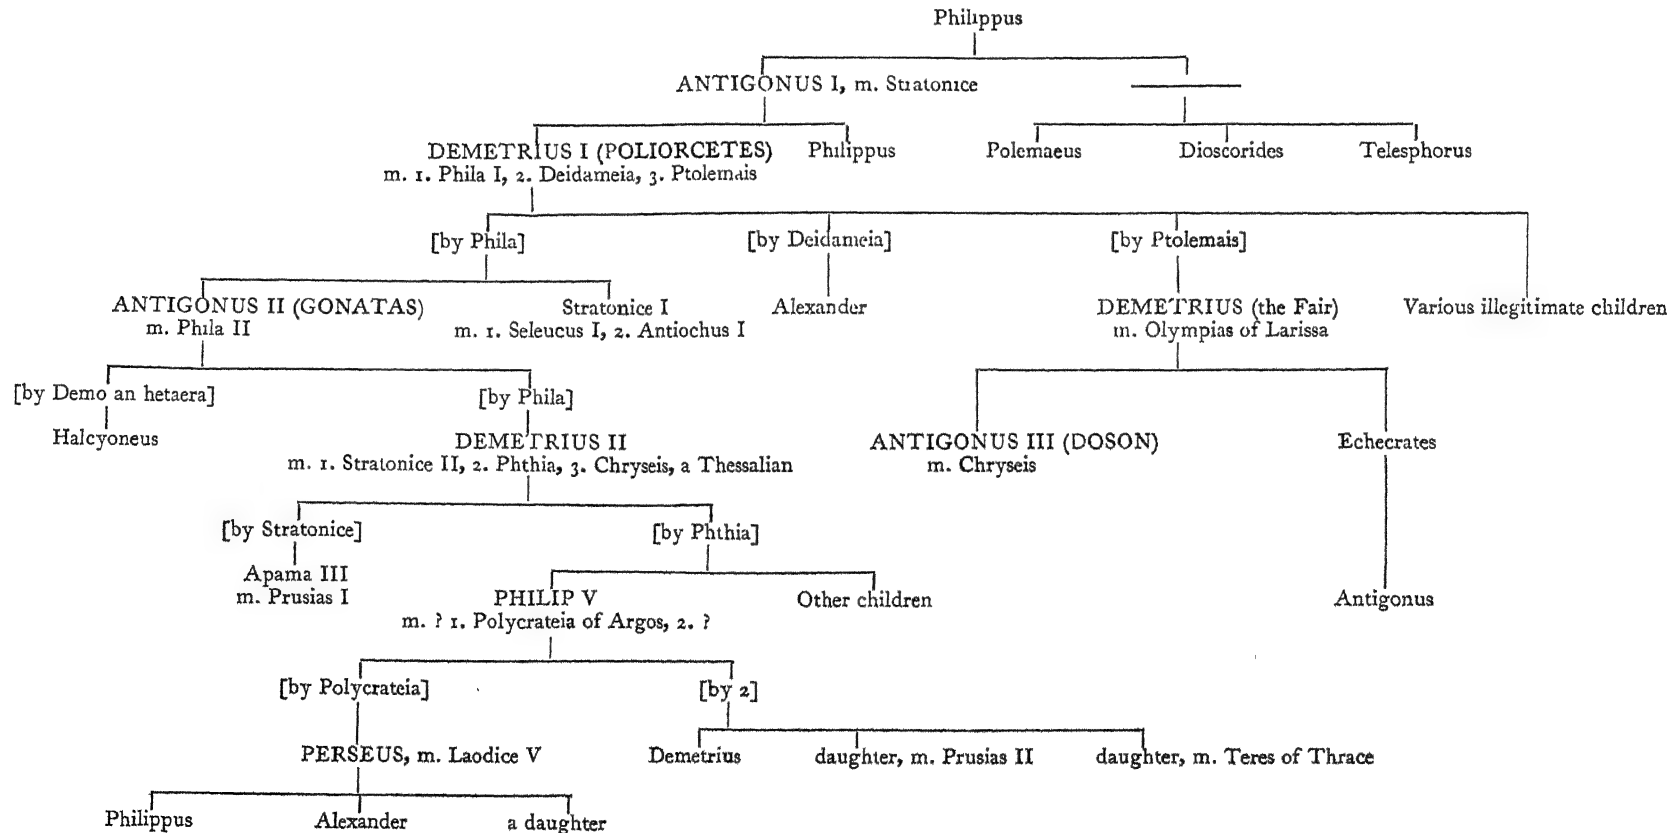 Philippus
ANTIGONUS I, m. Stratonice
DEMETRIUS I (POLIORCETES)
m. 1. Phila I, 2. Deidameia, 3. Ptolemais
Philippus
Polemaeus
Dioscorides
Telesphorus
[by Phila]
[by Deidameia]
[by Ptolemais]
ANTIGONUS II (GONATAS)
m. Phila II
Stratonice I
m. 1. Seleucus I, 2. Antiochus I
Alexander
DEMETRIUS (the Fair)
m. Olympias of Larissa
Various illegitimate children
[by Demo an hetaera]
[by Phila]
Halcyoneus
DEMETRIUS II
m. 1. Stratonice II, 2. Phthia, 3. Chryseis, a Thessalian
ANTIGONUS III (DOSON)
m. Chryseis
Echecrates
[by Stratonice]
[by Phthia]
Apama III
m. Prusias I
PHILIP V
m. ? 1. Polycrateia of Argos, 2. ?
Other children
Antigonus
[by Polycrateia]
[by 2]
PERSEUS, m. Laodice V
Demetrius
daughter, m. Prusias II
daughter, m. Teres of Thrace
Philippus
Alexander
a daughter